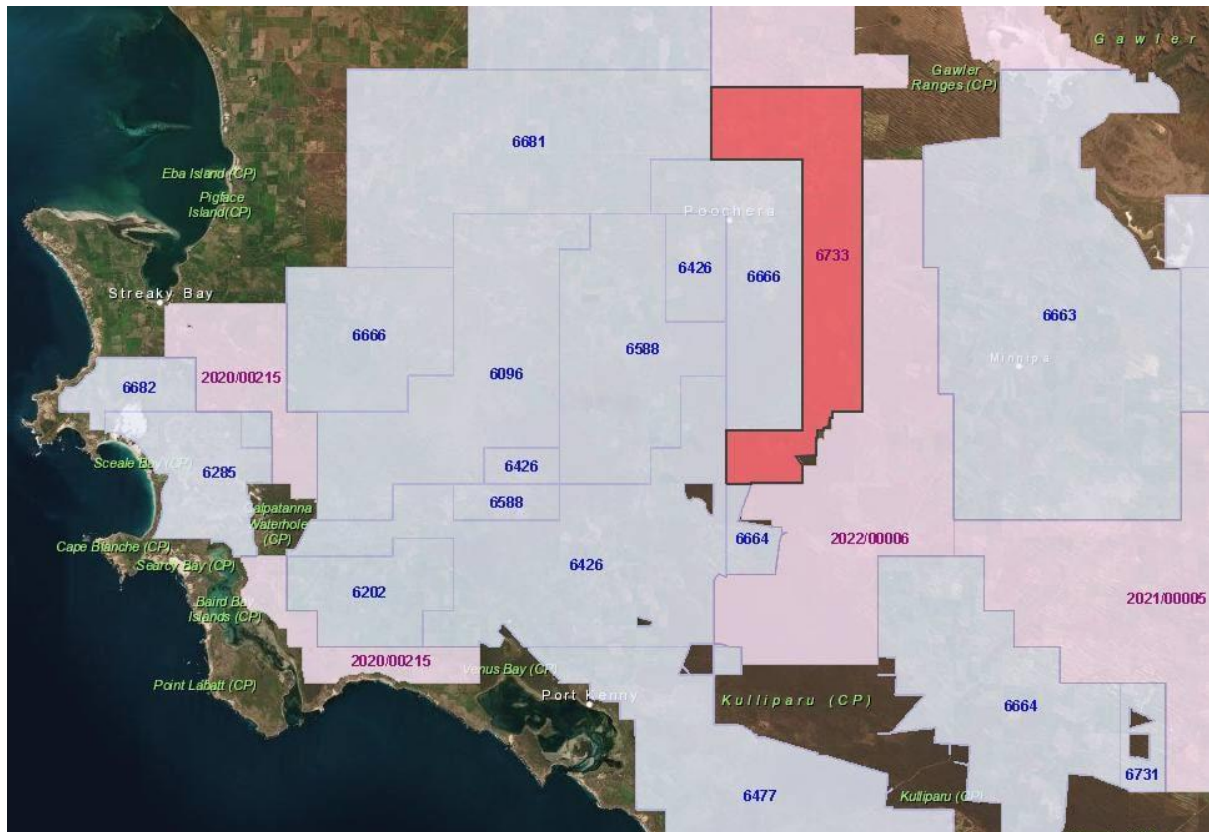 G a w l e r
Gawler
Ranges (CP)
6681
Eba Island (CP)
Pigface
Island(CP)
Poochera
6733
6426
6666
Streaky Bay
6663
6666
6588
Minnipa
6096
2020/00215
6682
Sceale Bay (CP)
6426
6285
6588
Calpatanna
Waterhole
(CP)
Cape Blanche (CP)
6664
2022/00006
Searcy Bay (CP)
6426
6202
Baird Bay
Islands (CP)
2021/00005
2020/00215
Venus Bay (CP)
Point Labatt (CP)
Port Kenny
Kulliparu (CP)
6664
6731
6477
Kulliparu (CP)